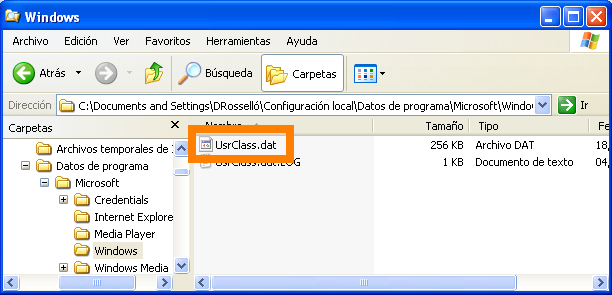 Windows
Archivo Edición Ver Favoritos Herramientas Ayuda
Atrás Búsqueda Carpetas
Dirección C:\Documents and Settings\DRosselló\Configuración local\Datos de programa\Microsoft\Windo Ir
Carpetas
Nombre Tamaño Tipo Fe
UsrClass.dat 256 KB Archivo DAT 18,
UsrClass.dat.LOG 1 KB Documento de texto 04,
Archivos temporales de I
Datos de programa
Microsoft
Credentials
Internet Explore
Media Player
Windows
Windows Media